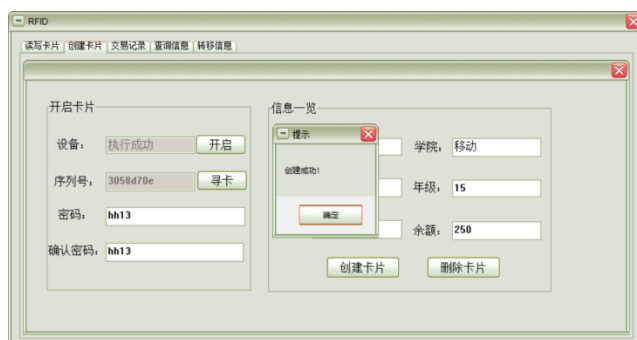 RFID
读写卡片 创建卡片 交易记录 查询信息 转移信息
开启卡片
设备： 执行成功 开启
序列号： 3058d70e 寻卡
密码： hh13
确认密码： hh13
信息一览
学院： 移动
年级： 15
余额： 250
创建卡片 删除卡片
提示
创建成功!
确定